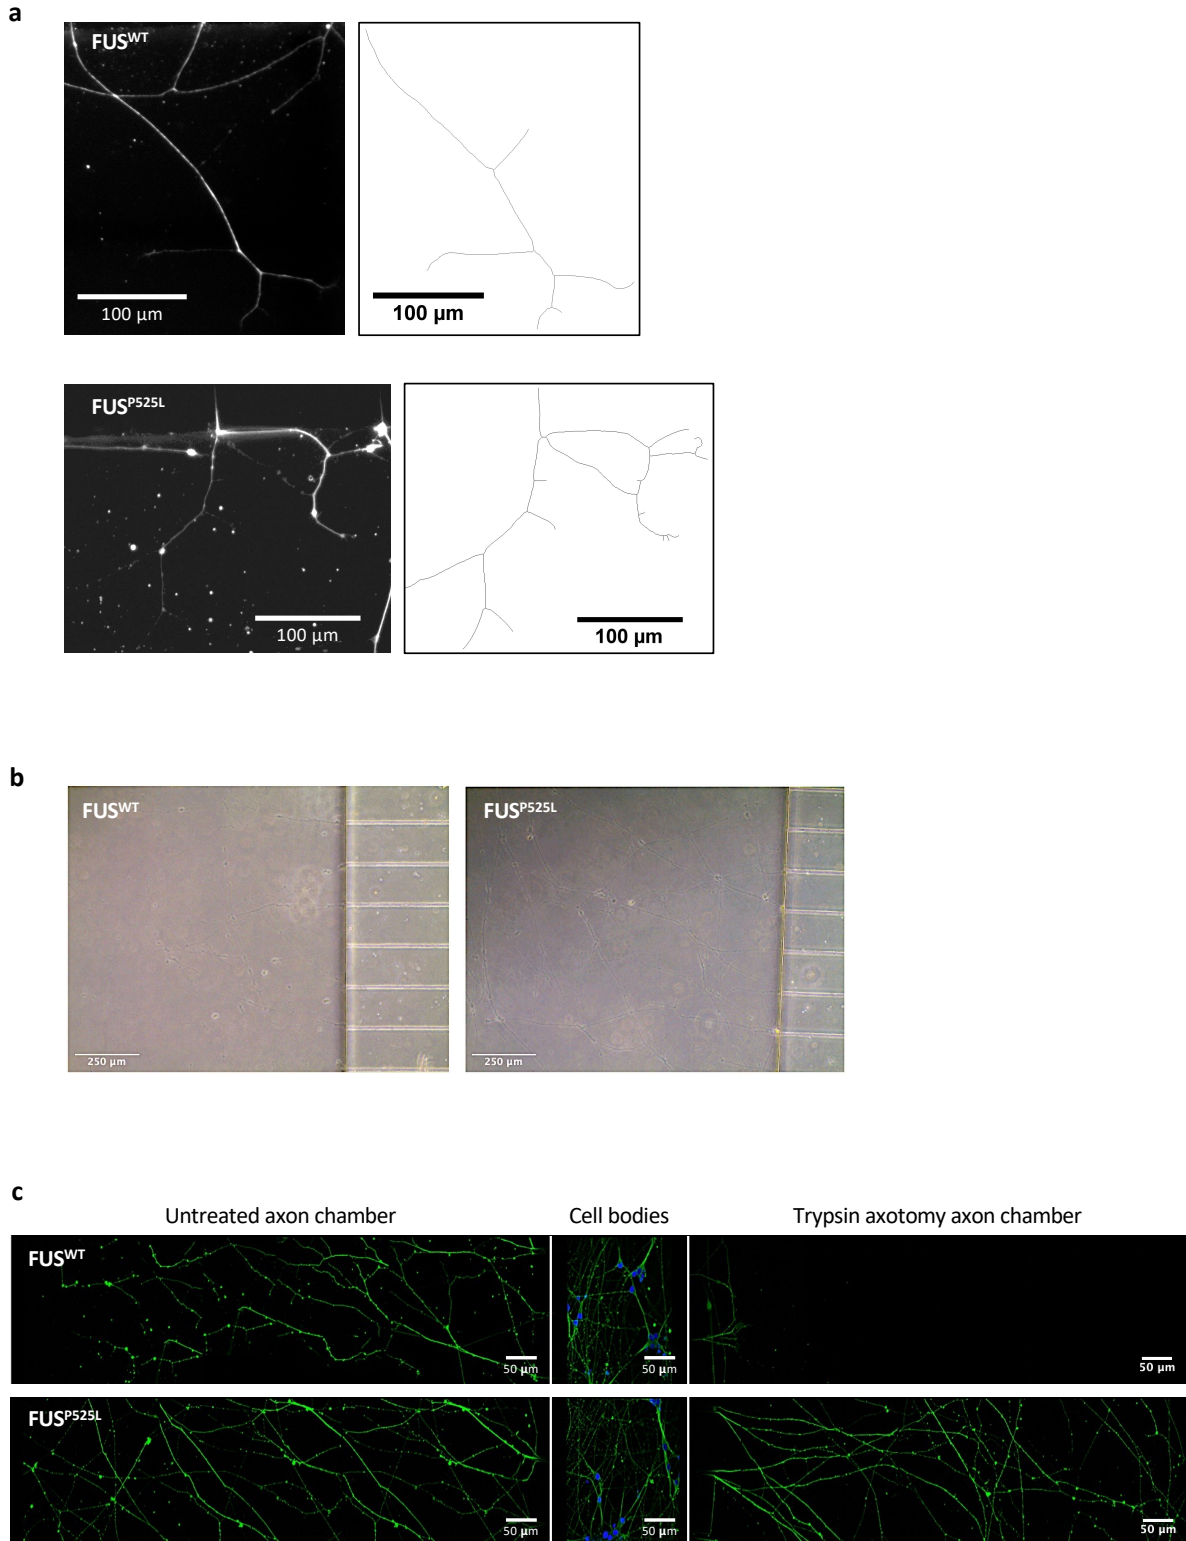 a
FUSWT
100 µm
100 µm
FUSP525L
100 µm
100 µm
b
FUSWT
FUSP525L
250 µm
250 µm
c
Untreated axon chamber
Cell bodies
Trypsin axotomy axon chamber
FUSWT
50 µm
50 µm
50 µm
FUSP525L
50 µm
50 µm
50 µm